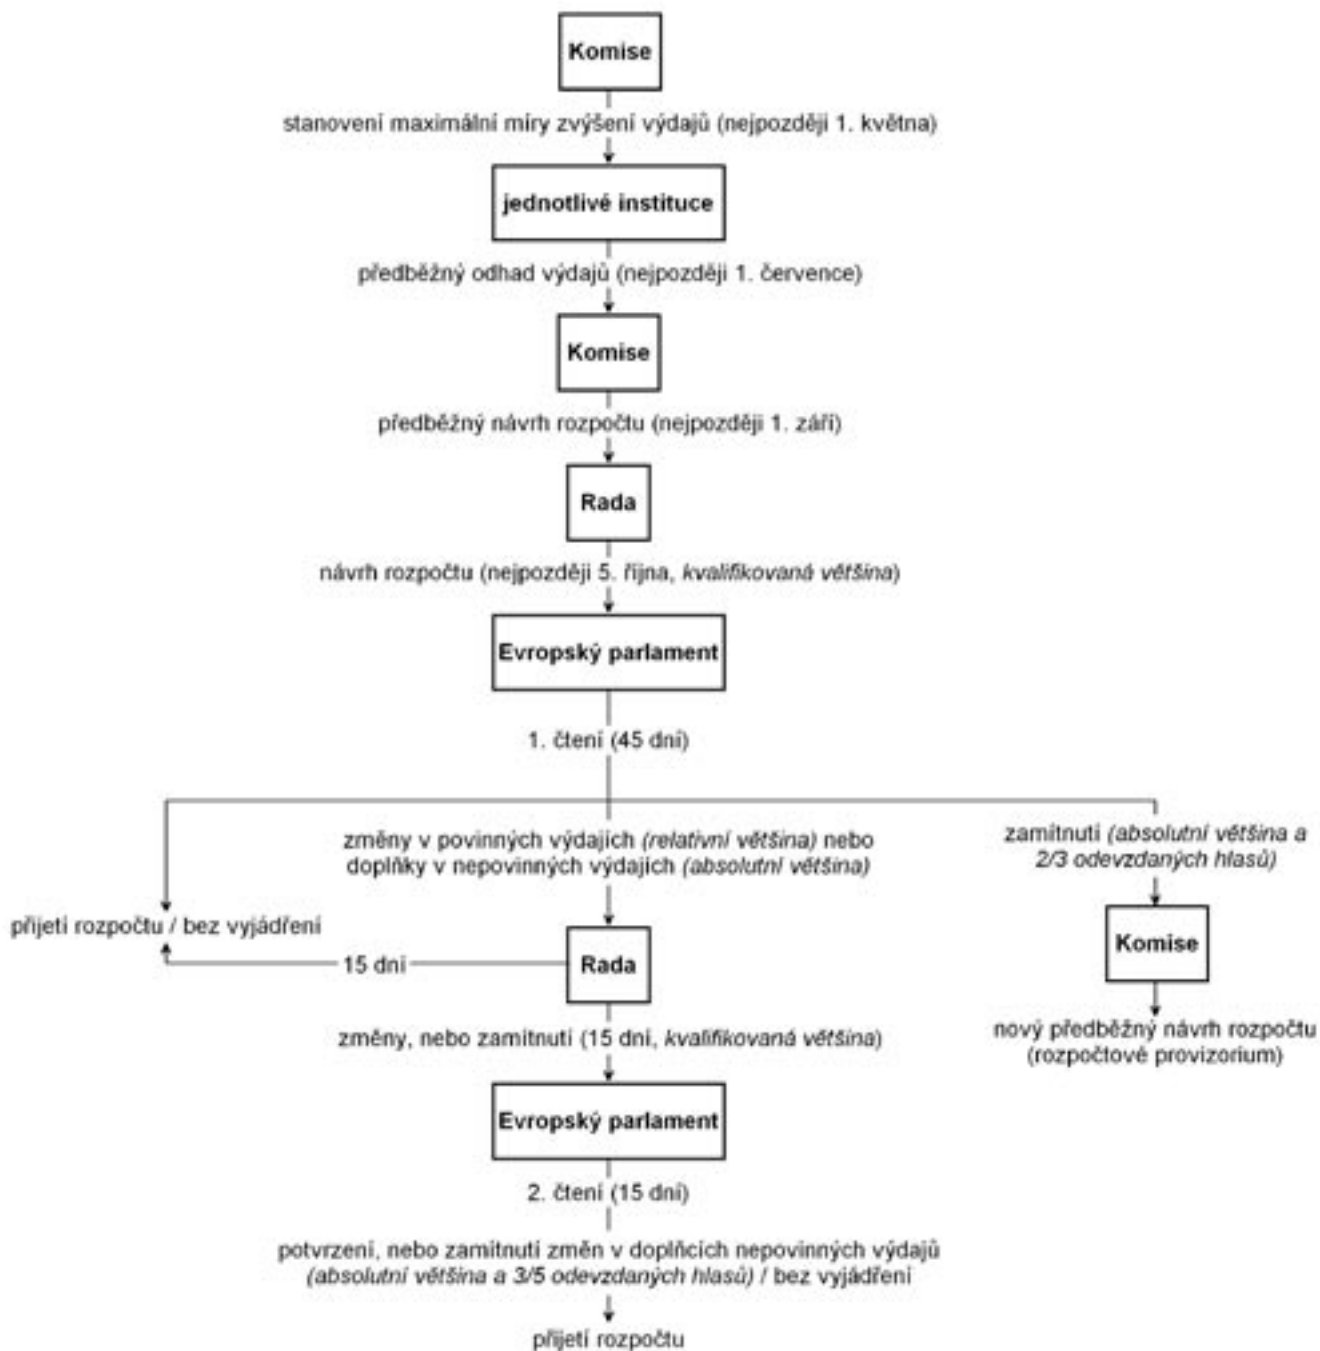 Komise
stanovení maximální míry zvýšení výdajů (nejpozději 1. května)
jednotlivé instituce
předběžný odhad výdajů (nejpozději 1. července)
Komise
předběžný návrh rozpočtu (nejpozději 1. září)
Rada
návrh rozpočtu (nejpozději 5. října, kvalifikovaná většina)
Evropský parlament
1. čtení (45 dní)
změny v povinných výdajích (relativní většina) nebo
doplňky v nepovinných výdajích (absolutní většina)
zamítnutí (absolutní většina a
2/3 odevzdaných hlasů)
přijetí rozpočtu / bez vyjádření
15 dní
Rada
Komise
změny, nebo zamítnutí (15 dní, kvalifikovaná většina)
nový předběžný návrh rozpočtu
(rozpočtové provizorium)
Evropský parlament
2. čtení (15 dní)
potvrzení, nebo zamítnutí změn v doplňcích nepovinných výdajů
(absolutní většina a 3/5 odevzdaných hlasů) / bez vyjádření
přijetí rozpočtu